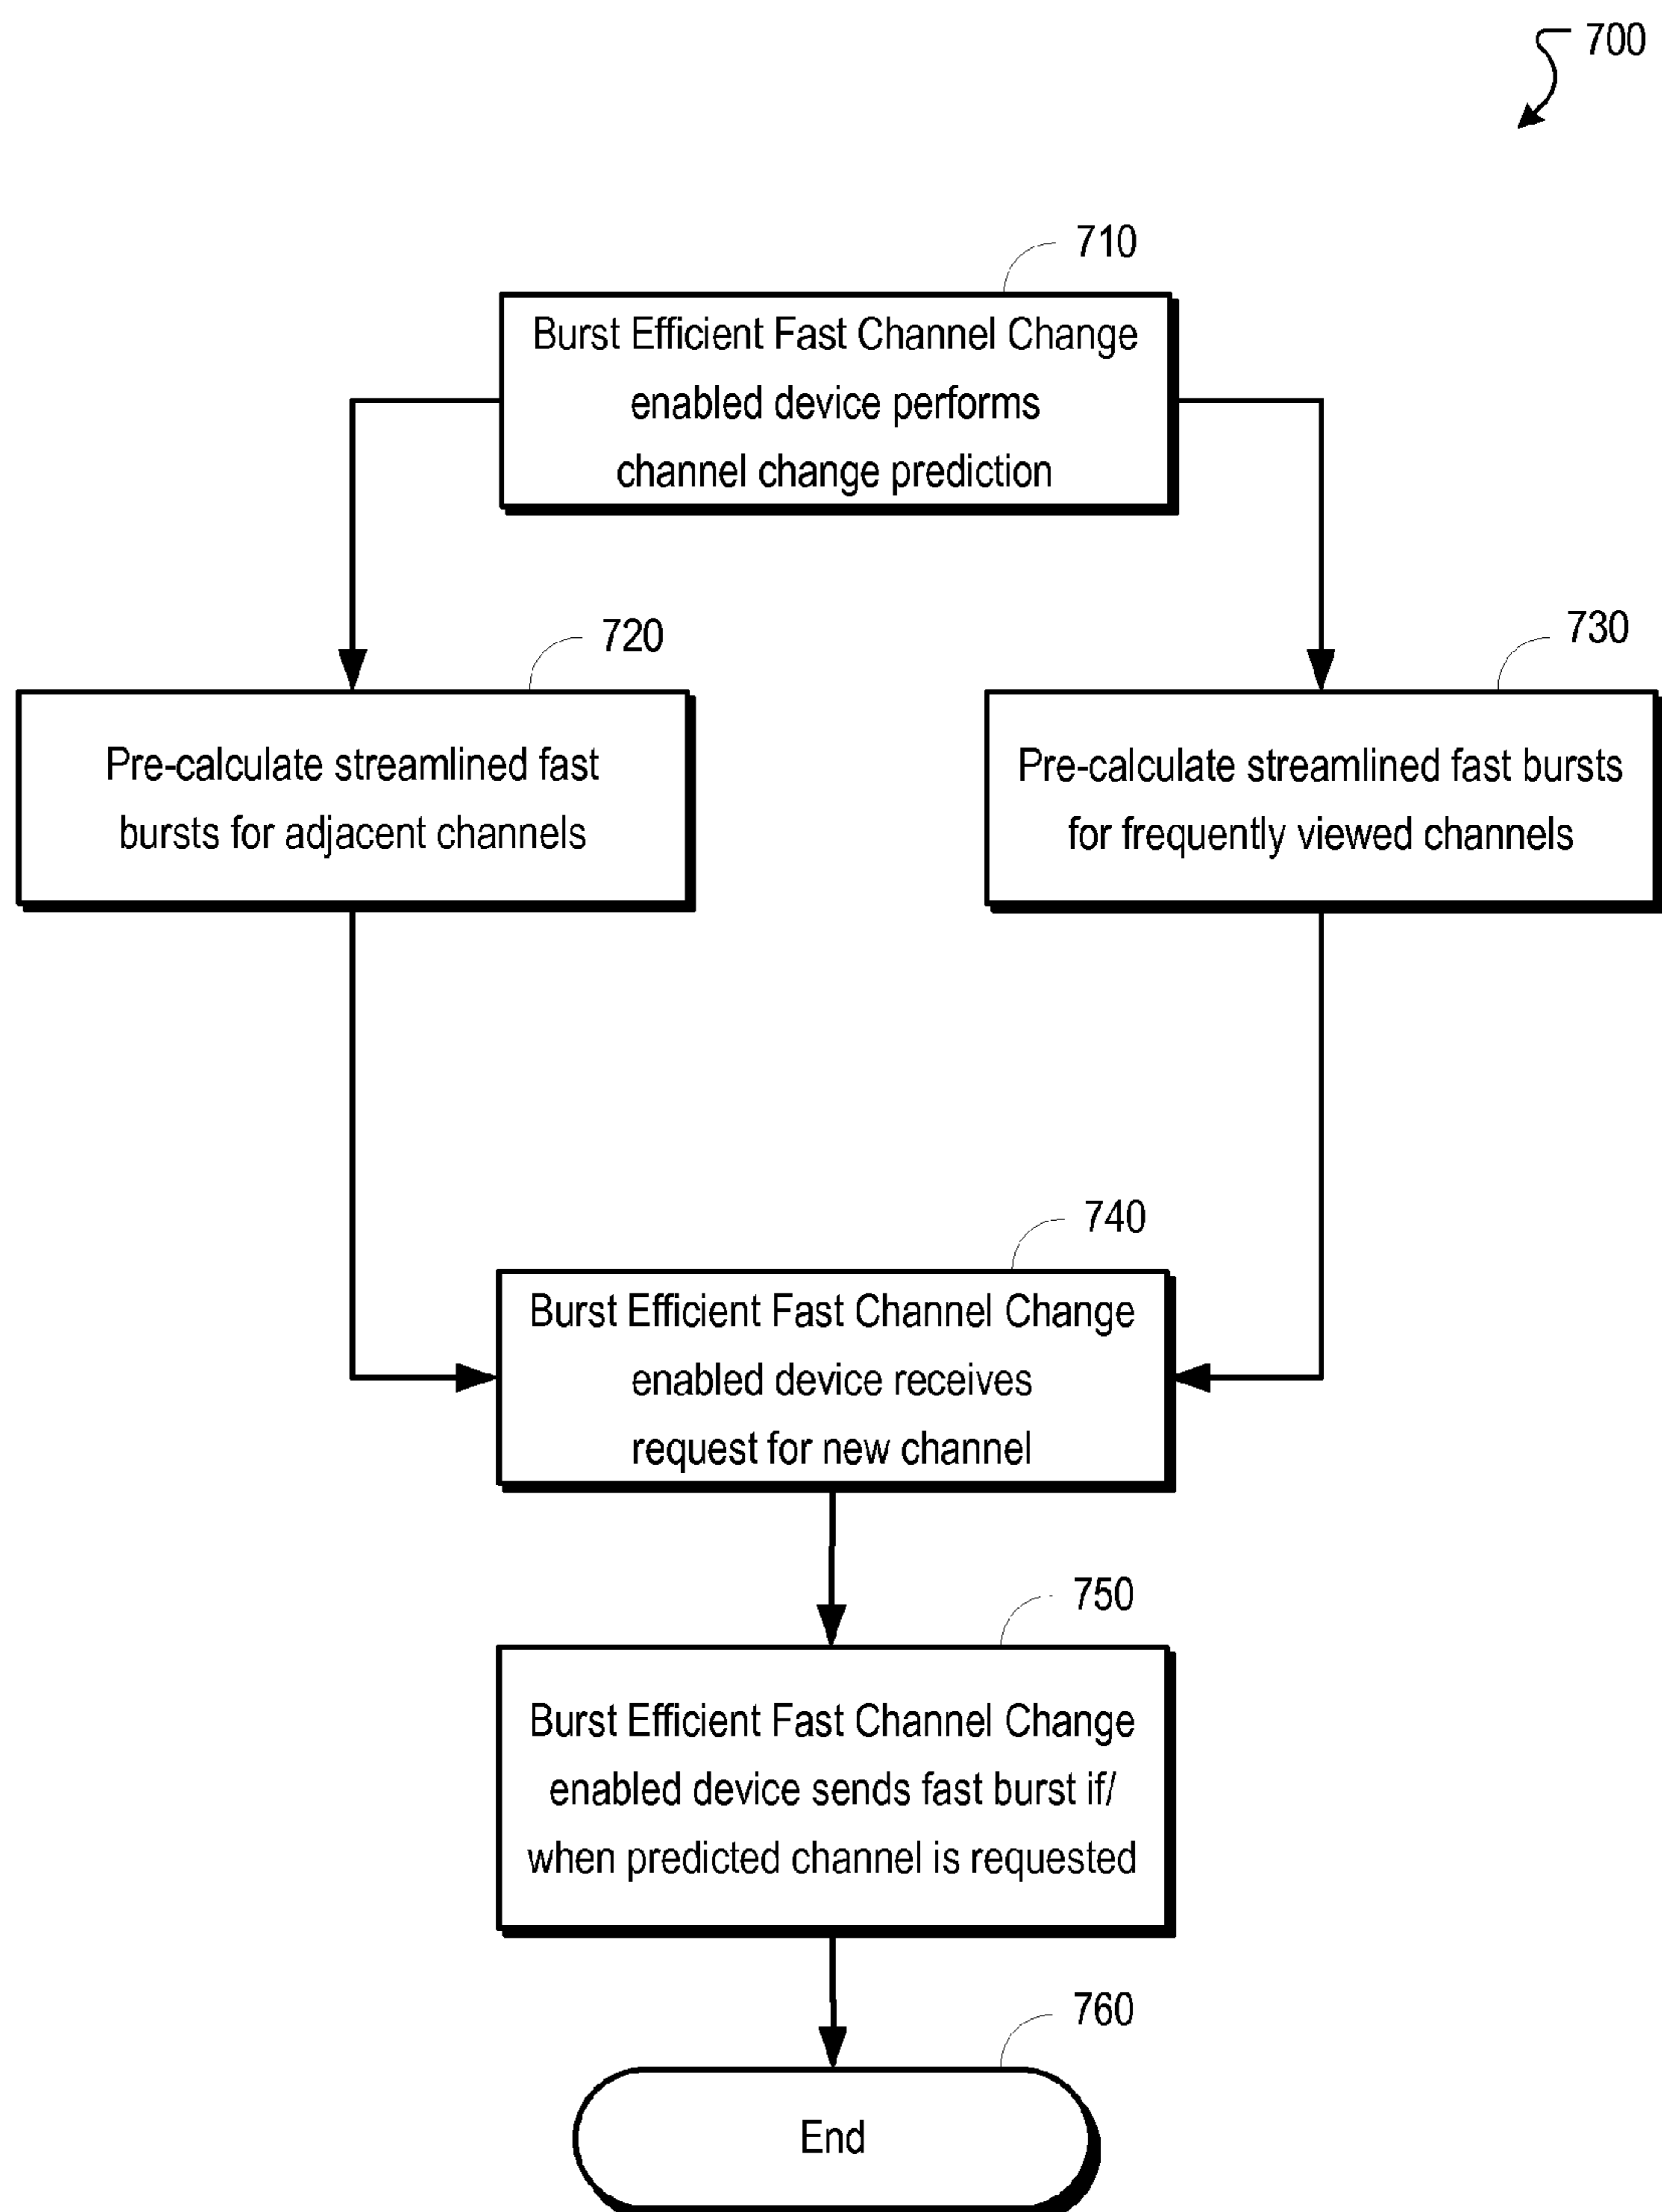 700
710
Burst Efficient Fast Channel Change
enabled device performs
channel change prediction
720
Pre-calculate streamlined fast
bursts for adjacent channels
730
Pre-calculate streamlined fast bursts
for frequently viewed channels
740
Burst Efficient Fast Channel Change
enabled device receives
request for new channel
750
Burst Efficient Fast Channel Change
enabled device sends fast burst if/
when predicted channel is requested
760
End